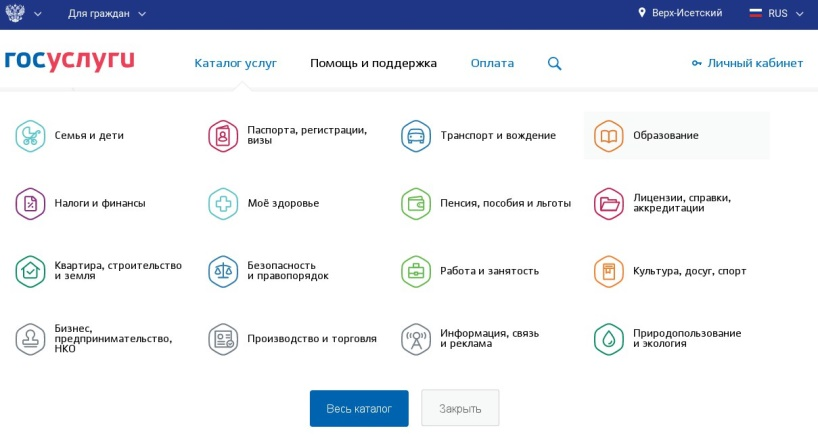 Для граждан
Верх-Исетский
RUS
госуслуги
Каталог услуг
Помощь и поддержка
Оплата
Личный кабинет
Семья и дети
Паспорта, регистрации,
визы
Транспорт и вождение
Образование
Налоги и финансы
Моё здоровье
Пенсия, пособия и льготы
Лицензии, справки,
аккредитации
Квартира, строительство
и земля
Безопасность
и правопорядок
Работа и занятость
Культура, досуг, спорт
Бизнес,
предпринимательство,
НКО
Производство и торговля
Информация, связь
и реклама
Природопользование
и экология
Весь каталог
Закрыть